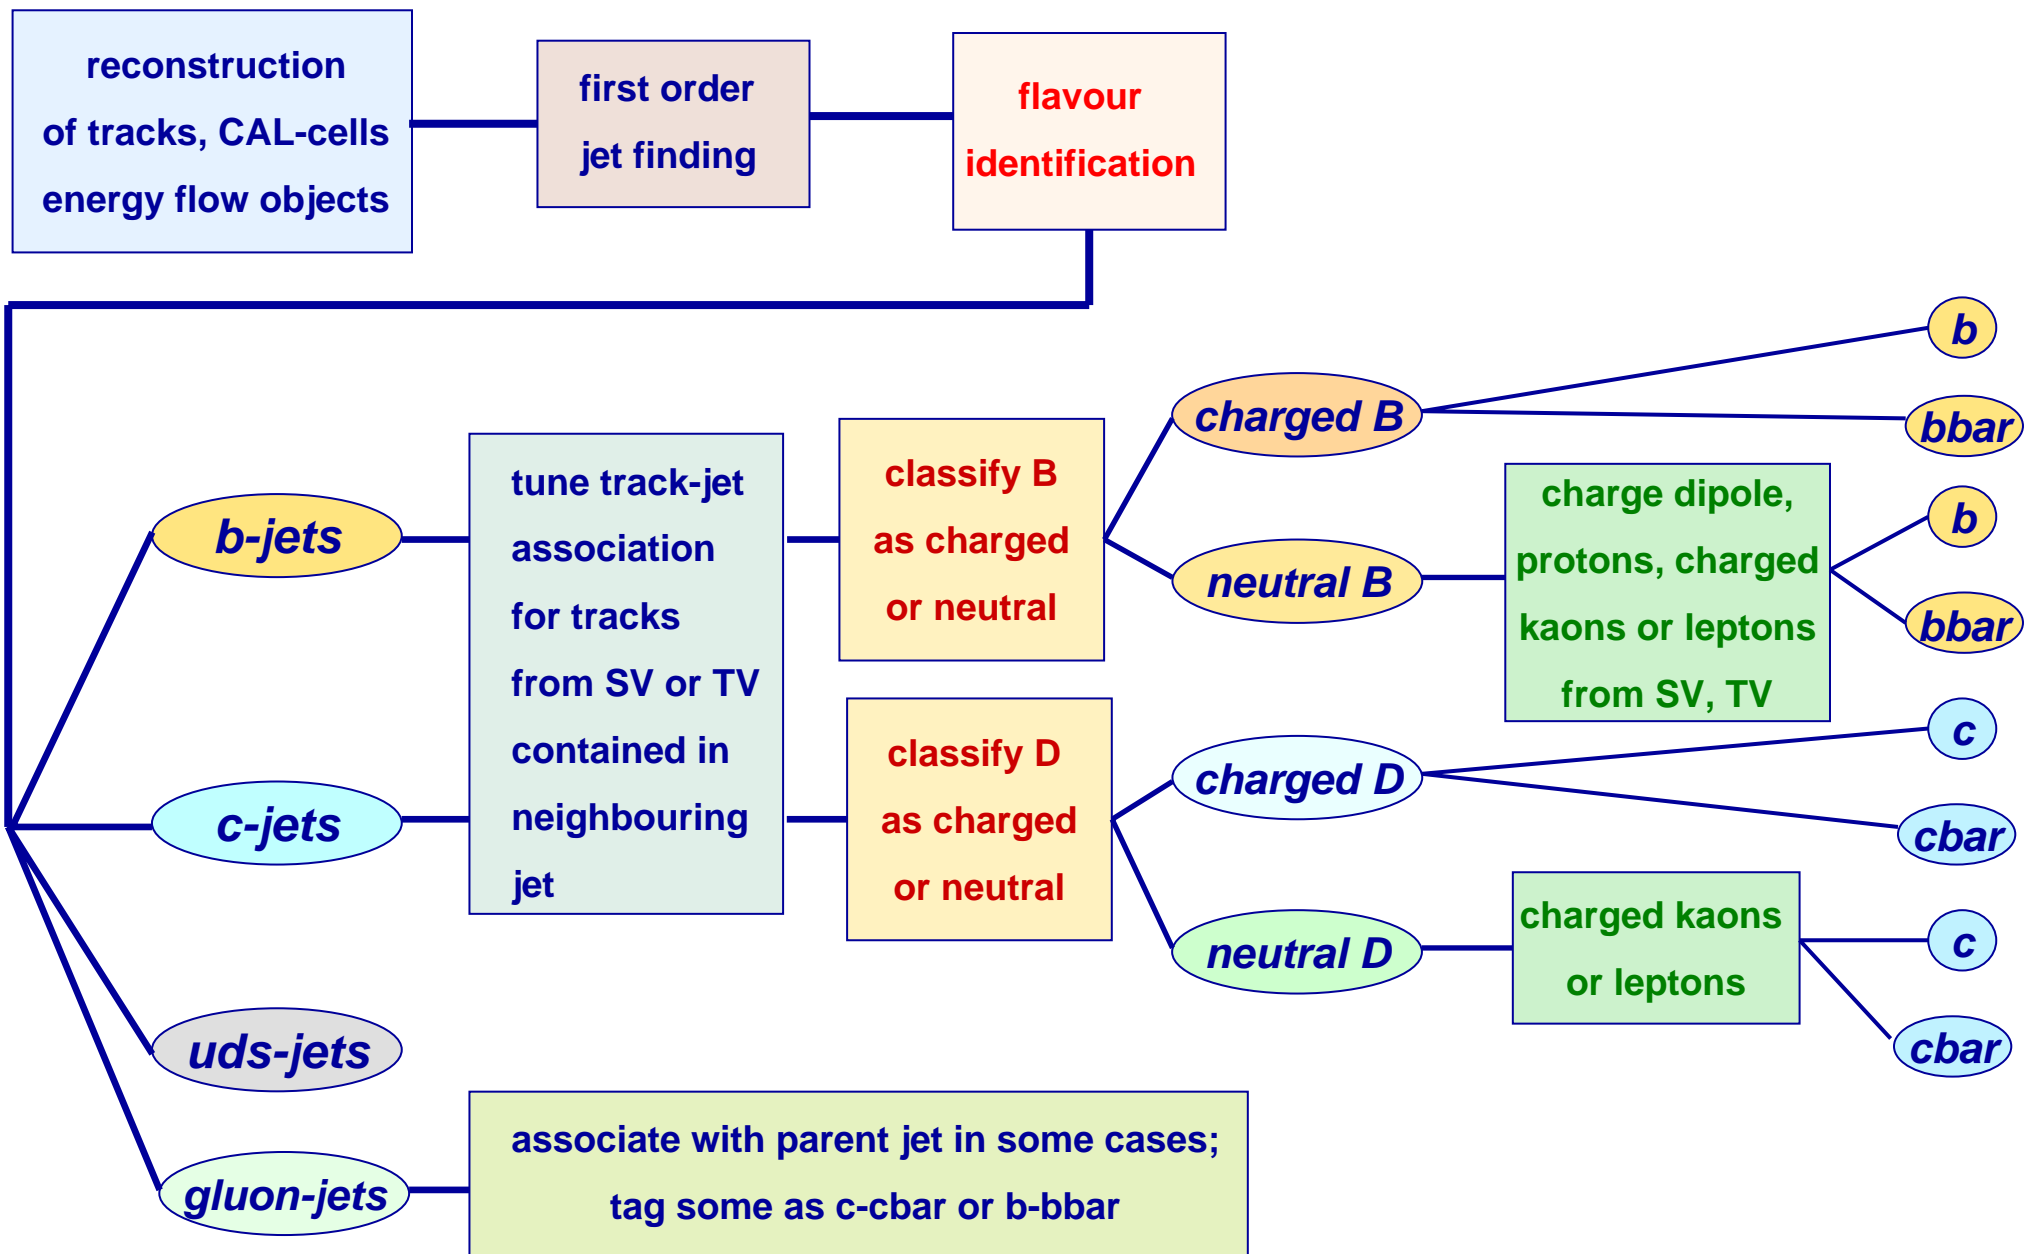 reconstruction
of tracks, CAL-cells
energy flow objects
first order
jet finding
flavour
identification
b-jets
tune track-jet
association
for tracks
from SV or TV
contained in
neighbouring
jet
classify B
as charged
or neutral
charged B
b
bbar
neutral B
charge dipole,
protons, charged
kaons or leptons
from SV, TV
b
bbar
c-jets
classify D
as charged
or neutral
charged D
c
cbar
neutral D
charged kaons
or leptons
c
cbar
uds-jets
gluon-jets
associate with parent jet in some cases;
tag some as c-cbar or b-bbar